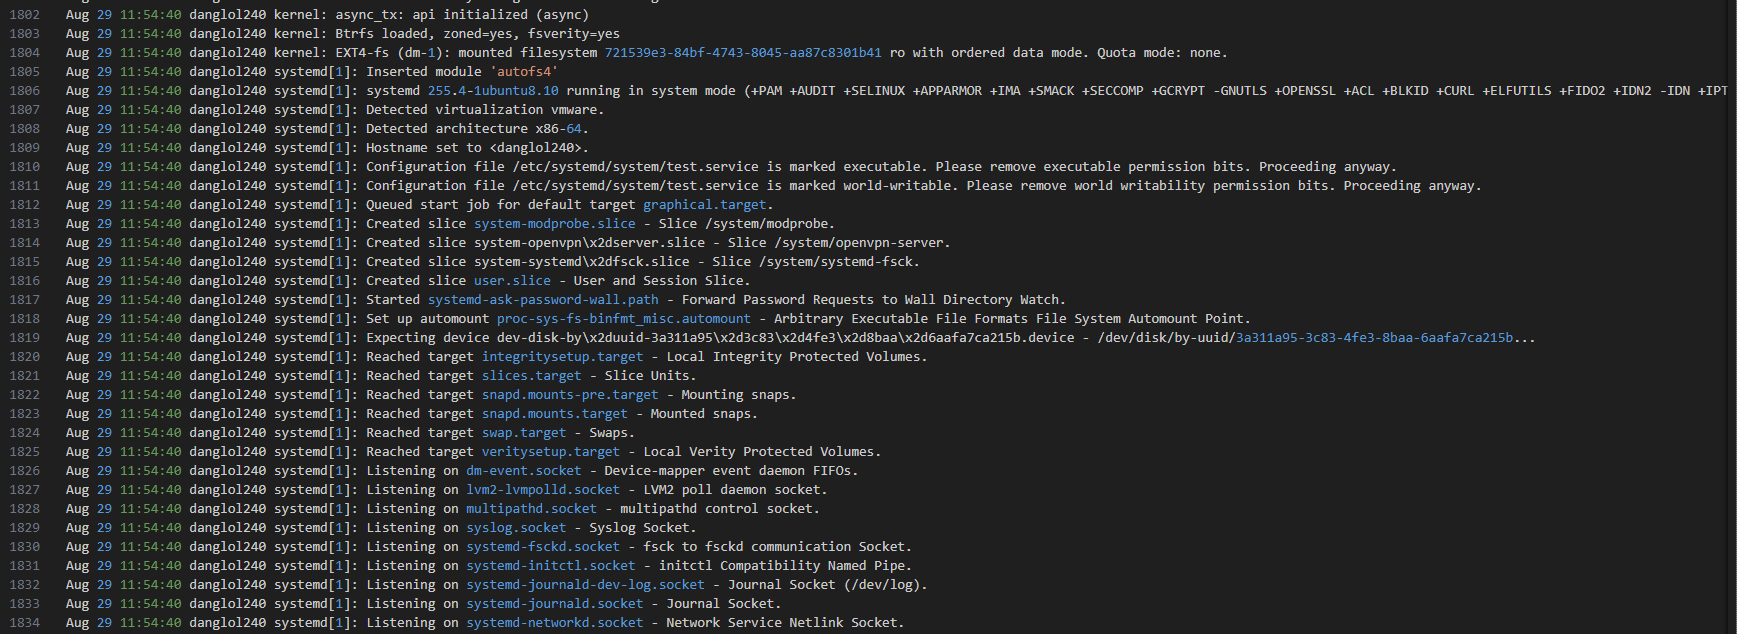 1802 Aug 29 11:54:40 danglol240 kernel: async_tx: api initialized (async)
1803 Aug 29 11:54:40 danglol240 kernel: Btrfs loaded, zoned=yes, fsverity=yes
1804 Aug 29 11:54:40 danglol240 kernel: EXT4-fs (dm-1): mounted filesystem 721539e3-84bf-4743-8045-aa87c8301b41 ro with ordered data mode. Quota mode: none.
1805 Aug 29 11:54:40 danglol240 systemd[1]: Inserted module 'autofs4'
1806 Aug 29 11:54:40 danglol240 systemd[1]: systemd 255.4-1ubuntu8.10 running in system mode (+PAM +AUDIT +SELINUX +APPARMOR +IMA +SMACK +SECCOMP +GCRYPT -GNUTLS +OPENSSL +ACL +BLKID +CURL +ELFUTILS +FIDO2 +IDN2 -IDN +IPT
1807 Aug 29 11:54:40 danglol240 systemd[1]: Detected virtualization vmware.
1808 Aug 29 11:54:40 danglol240 systemd[1]: Detected architecture x86-64.
1809 Aug 29 11:54:40 danglol240 systemd[1]: Hostname set to <danglol240>.
1810 Aug 29 11:54:40 danglol240 systemd[1]: Configuration file /etc/systemd/system/test.service is marked executable. Please remove executable permission bits. Proceeding anyway.
1811 Aug 29 11:54:40 danglol240 systemd[1]: Configuration file /etc/systemd/system/test.service is marked world-writable. Please remove world writability permission bits. Proceeding anyway.
1812 Aug 29 11:54:40 danglol240 systemd[1]: Queued start job for default target graphical.target.
1813 Aug 29 11:54:40 danglol240 systemd[1]: Created slice system-modprobe.slice - Slice /system/modprobe.
1814 Aug 29 11:54:40 danglol240 systemd[1]: Created slice system-openvpn\x2dserver.slice - Slice /system/openvpn-server.
1815 Aug 29 11:54:40 danglol240 systemd[1]: Created slice system-systemd\x2dfsck.slice - Slice /system/systemd-fsck.
1816 Aug 29 11:54:40 danglol240 systemd[1]: Created slice user.slice - User and Session Slice.
1817 Aug 29 11:54:40 danglol240 systemd[1]: Started systemd-ask-password-wall.path - Forward Password Requests to Wall Directory Watch.
1818 Aug 29 11:54:40 danglol240 systemd[1]: Set up automount proc-sys-fs-binfmt_misc.automount - Arbitrary Executable File Formats File System Automount Point.
1819 Aug 29 11:54:40 danglol240 systemd[1]: Expecting device dev-disk-by\x2duuid-3a311a95\x2d3c83\x2d4fe3\x2d8baa\x2d6aafa7ca215b.device - /dev/disk/by-uuid/3a311a95-3c83-4fe3-8baa-6aafa7ca215b...
1820 Aug 29 11:54:40 danglol240 systemd[1]: Reached target integritysetup.target - Local Integrity Protected Volumes.
1821 Aug 29 11:54:40 danglol240 systemd[1]: Reached target slices.target - Slice Units.
1822 Aug 29 11:54:40 danglol240 systemd[1]: Reached target snapd.mounts-pre.target - Mounting snaps.
1823 Aug 29 11:54:40 danglol240 systemd[1]: Reached target snapd.mounts.target - Mounted snaps.
1824 Aug 29 11:54:40 danglol240 systemd[1]: Reached target swap.target - Swaps.
1825 Aug 29 11:54:40 danglol240 systemd[1]: Reached target veritysetup.target - Local Verity Protected Volumes.
1826 Aug 29 11:54:40 danglol240 systemd[1]: Listening on dm-event.socket - Device-mapper event daemon FIFOs.
1827 Aug 29 11:54:40 danglol240 systemd[1]: Listening on lvm2-lvmpolld.socket - LVM2 poll daemon socket.
1828 Aug 29 11:54:40 danglol240 systemd[1]: Listening on multipathd.socket - multipathd control socket.
1829 Aug 29 11:54:40 danglol240 systemd[1]: Listening on syslog.socket - Syslog Socket.
1830 Aug 29 11:54:40 danglol240 systemd[1]: Listening on systemd-fsckd.socket - fsck to fsckd communication Socket.
1831 Aug 29 11:54:40 danglol240 systemd[1]: Listening on systemd-initctl.socket - initctl Compatibility Named Pipe.
1832 Aug 29 11:54:40 danglol240 systemd[1]: Listening on systemd-journald-dev-log.socket - Journal Socket (/dev/log).
1833 Aug 29 11:54:40 danglol240 systemd[1]: Listening on systemd-journald.socket - Journal Socket.
1834 Aug 29 11:54:40 danglol240 systemd[1]: Listening on systemd-networkd.socket - Network Service Netlink Socket.